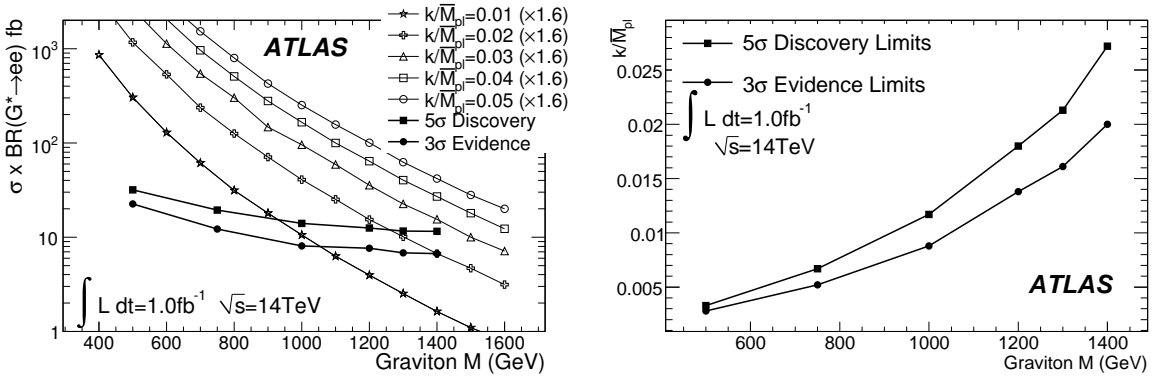 σ x BR(G*→ee) fb
10³
10²
10
1
ATLAS
k/M̅pl=0.01 (×1.6)
k/M̅pl=0.02 (×1.6)
k/M̅pl=0.03 (×1.6)
k/M̅pl=0.04 (×1.6)
k/M̅pl=0.05 (×1.6)
5σ Discovery
3σ Evidence
∫ L dt=1.0fb⁻¹ √s=14TeV
400 600 800 1000 1200 1400 1600
Graviton M (GeV)
k/M̅pl
0.025
0.02
0.015
0.01
0.005
5σ Discovery Limits
3σ Evidence Limits
∫ L dt=1.0fb⁻¹
√s=14TeV
ATLAS
600 800 1000 1200 1400
Graviton M (GeV)